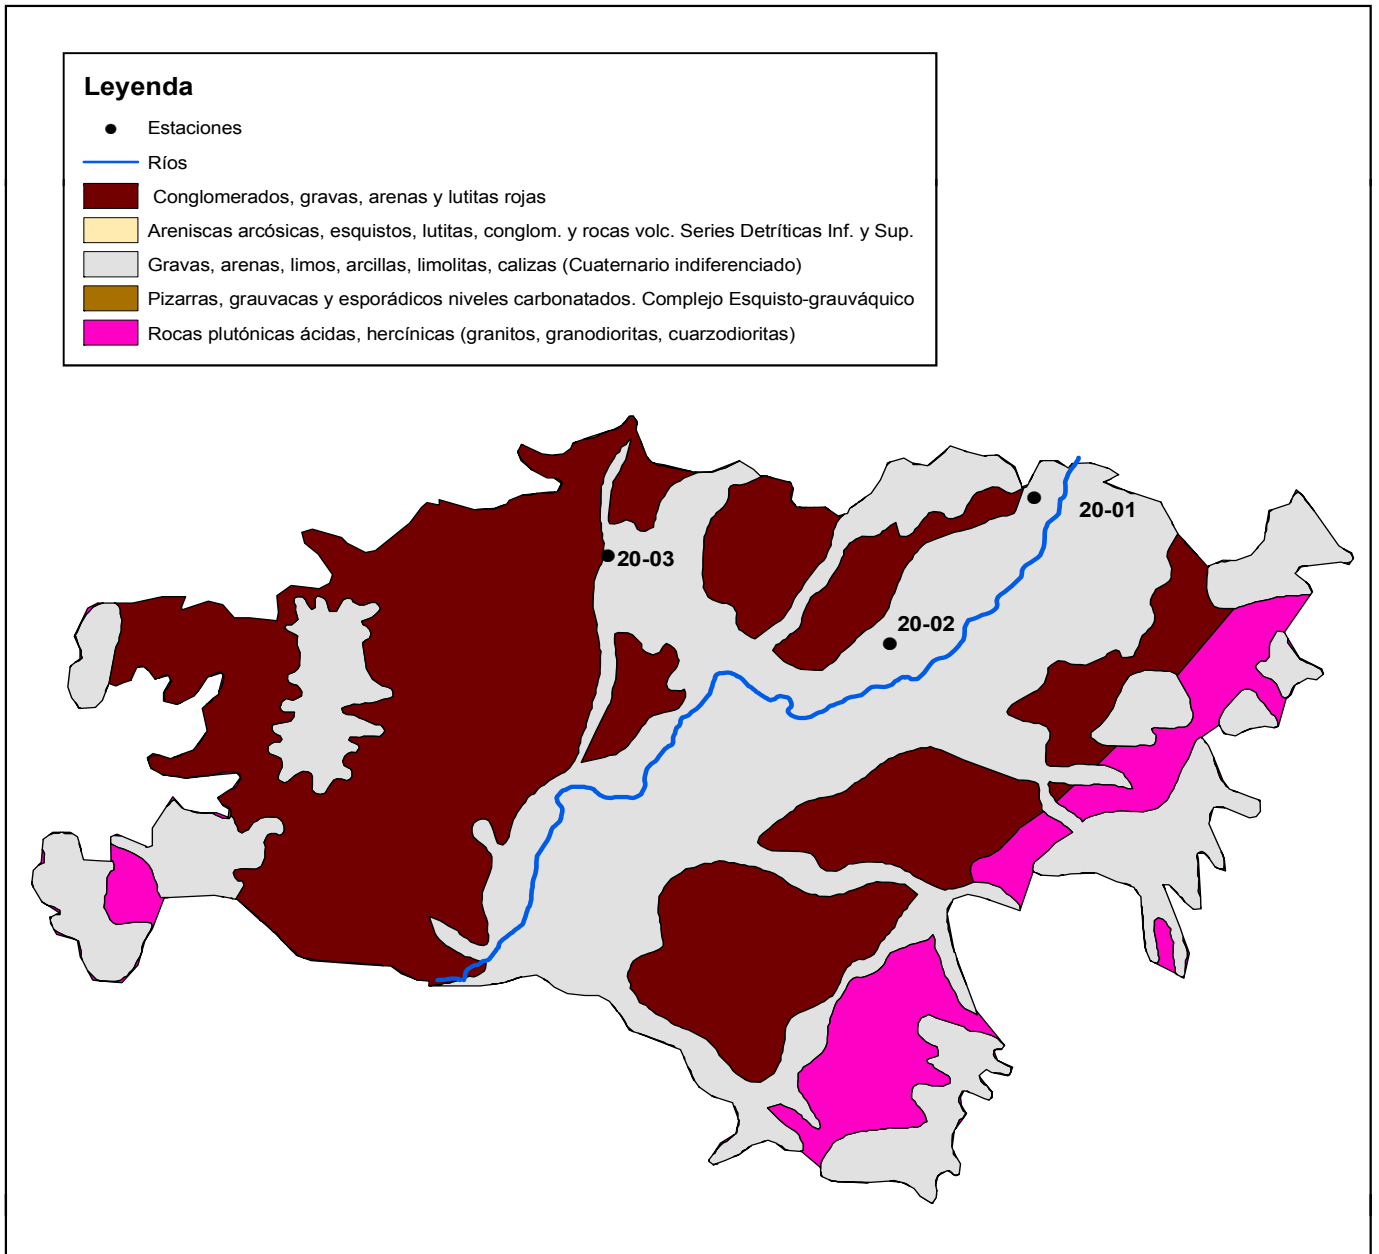 Leyenda
Estaciones
Ríos
Conglomerados, gravas, arenas y lutitas rojas
Areniscas arcósicas, esquistos, lutitas, conglom. y rocas volc. Series Detríticas Inf. y Sup.
Gravas, arenas, limos, arcillas, limolitas, calizas (Cuaternario indiferenciado)
Pizarras, grauvacas y esporádicos niveles carbonatados. Complejo Esquisto-grauváquico
Rocas plutónicas ácidas, hercínicas (granitos, granodioritas, cuarzodioritas)
20-01
20-03
20-02